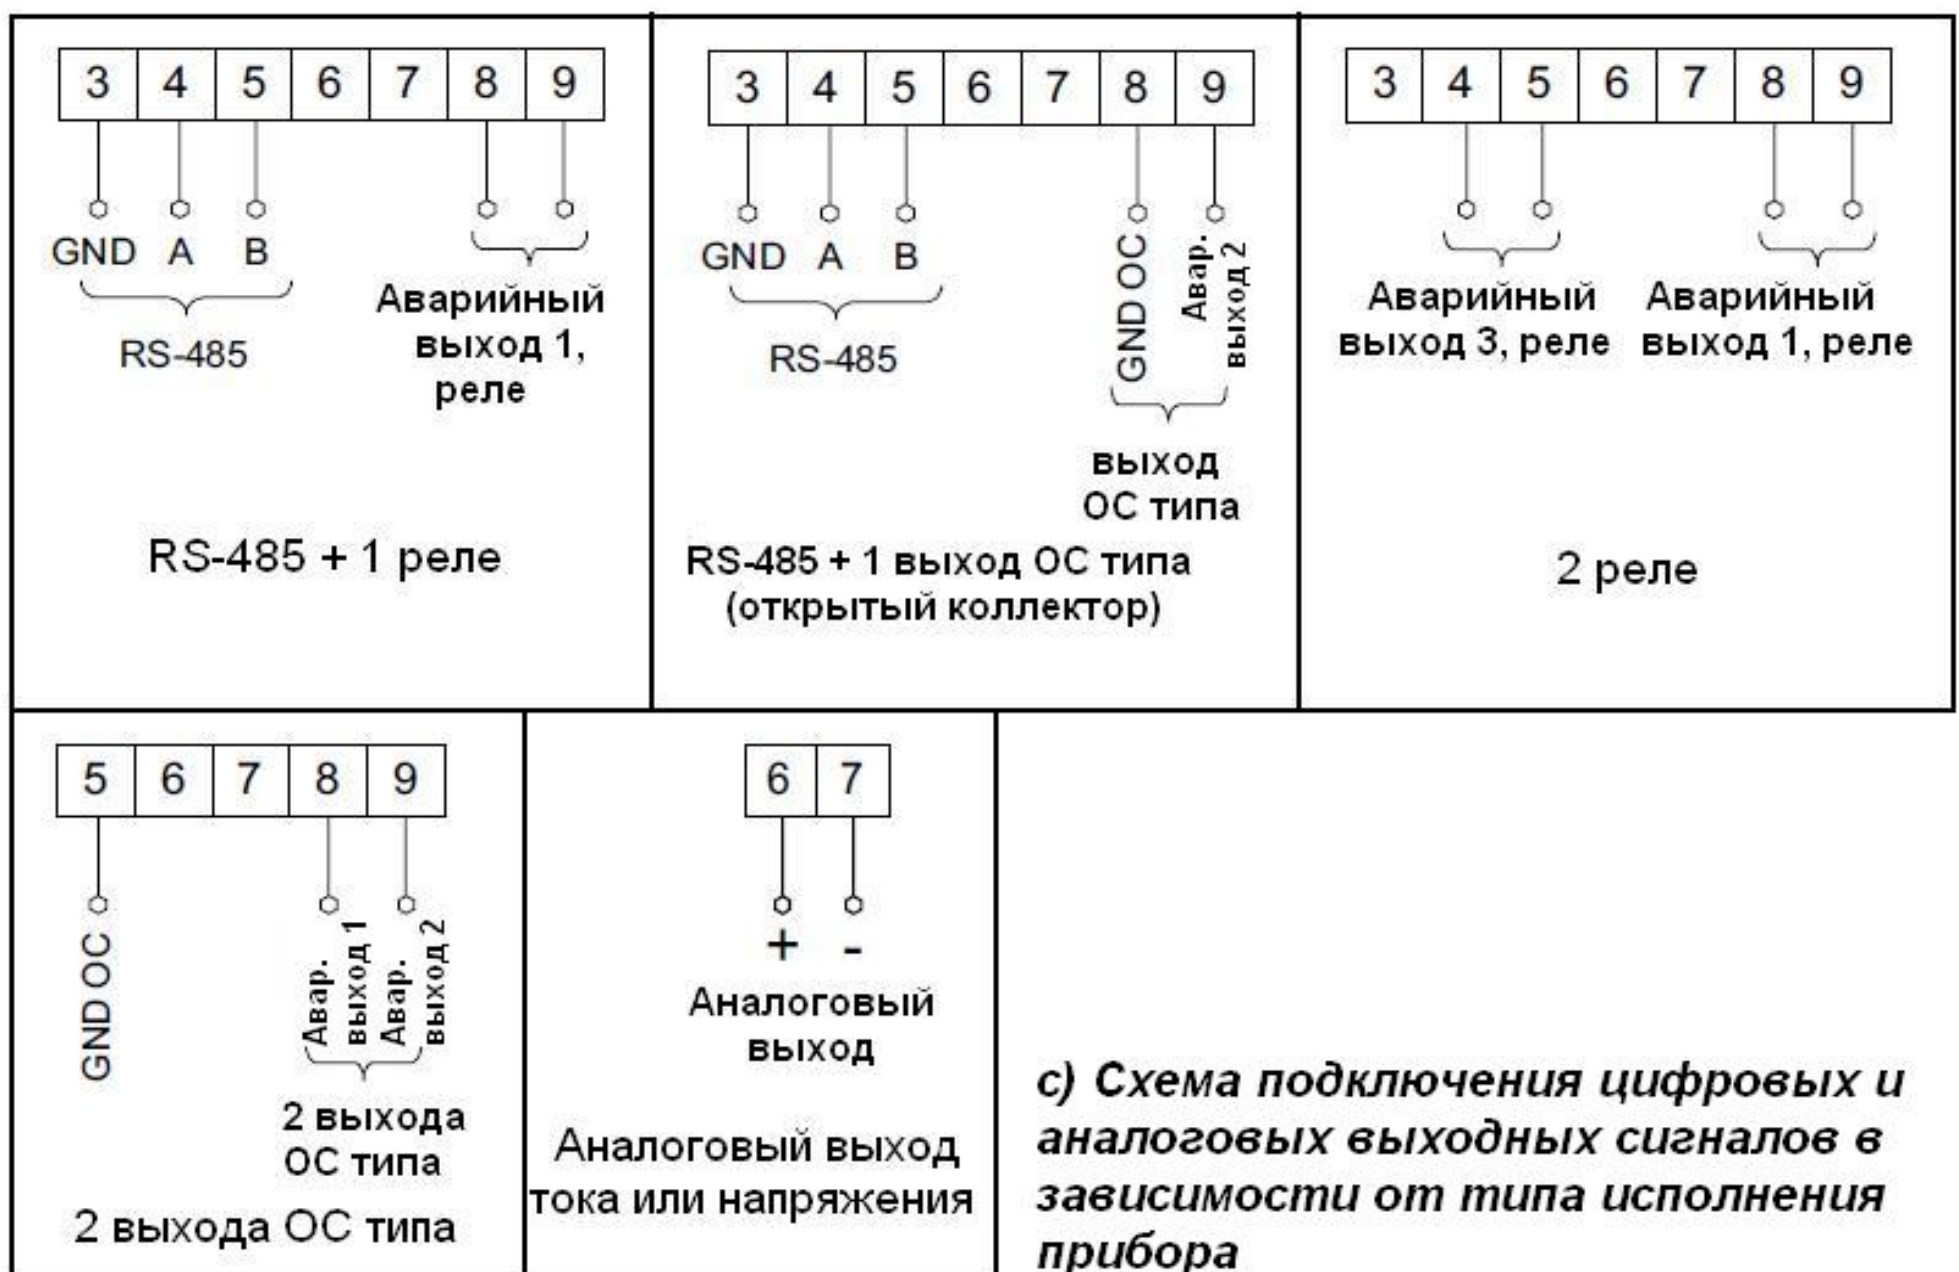 3 4 5 6 7 8 9
GND A B
RS-485
Аварийный
выход 1,
реле
RS-485 + 1 реле
3 4 5 6 7 8 9
GND A B
RS-485
GND OC
Авар.
выход 2
выход
ОС типа
RS-485 + 1 выход ОС типа
(открытый коллектор)
3 4 5 6 7 8 9
Аварийный
выход 3, реле
Аварийный
выход 1, реле
2 реле
5 6 7 8 9
GND OC
Авар.
выход 1
Авар.
выход 2
2 выхода
ОС типа
2 выхода ОС типа
6 7
+ -
Аналоговый
выход
Аналоговый выход
тока или напряжения
с) Схема подключения цифровых и
аналоговых выходных сигналов в
зависимости от типа исполнения
прибора